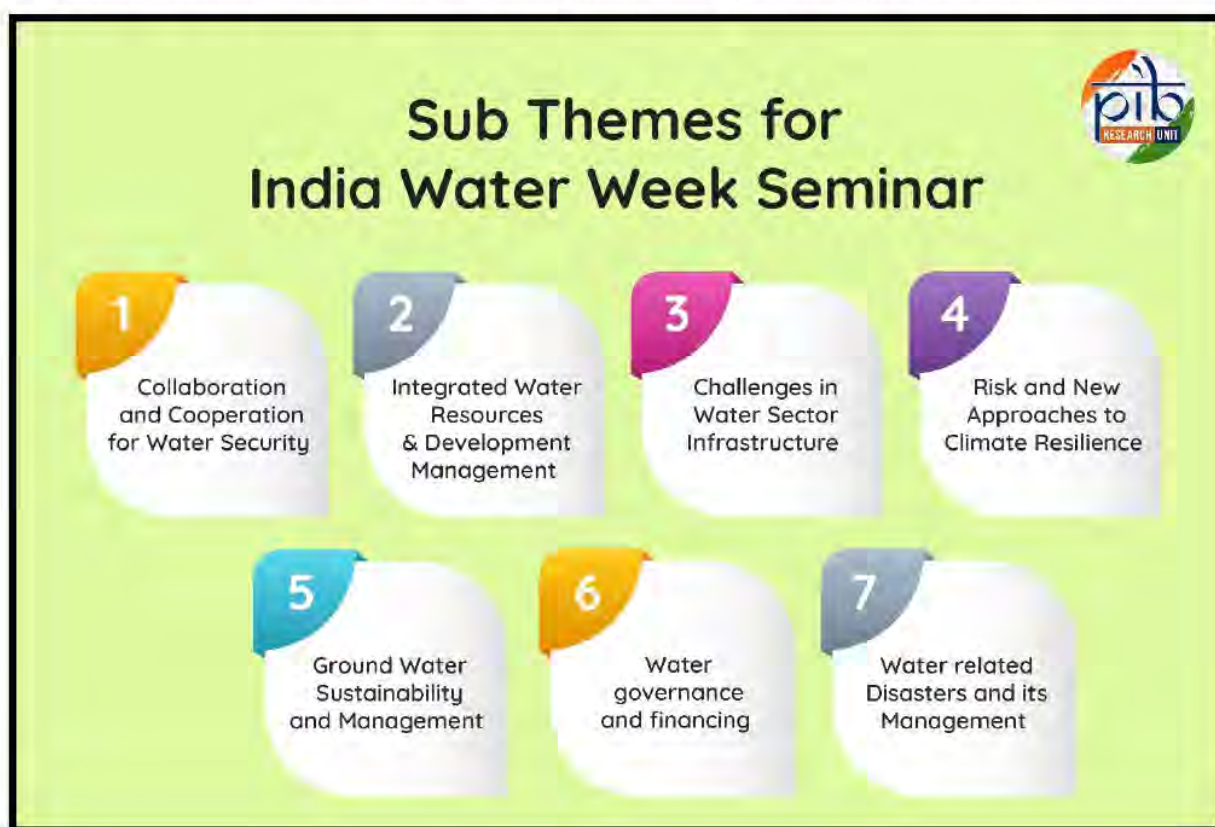 Sub Themes for
India Water Week Seminar
pib
RESEARCH UNIT
1
Collaboration
and Cooperation
for Water Security
2
Integrated Water
Resources
& Development
Management
3
Challenges in
Water Sector
Infrastructure
4
Risk and New
Approaches to
Climate Resilience
5
Ground Water
Sustainability
and Management
6
Water
governance
and financing
7
Water related
Disasters and its
Management